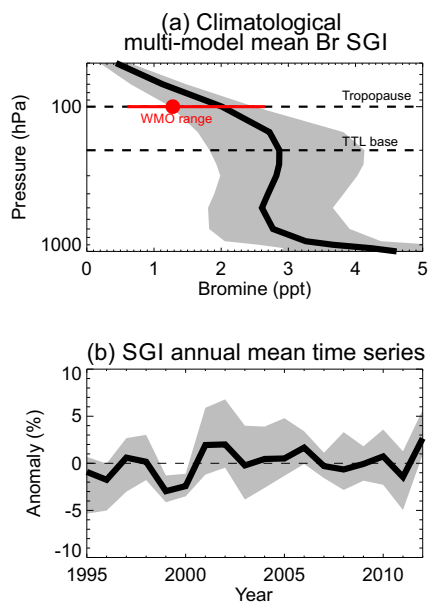 (a) Climatological
multi-model mean Br SGI
Pressure (hPa)
100
1000
Tropopause
WMO range
TTL base
0 1 2 3 4 5
Bromine (ppt)
(b) SGI annual mean time series
Anomaly (%)
10
5
0
-5
-10
1995 2000 2005 2010
Year